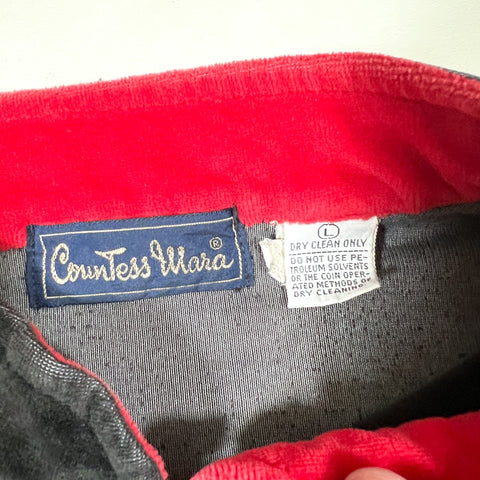 Countess Mara ®
L
DRY CLEAN ONLY
DO NOT USE PE-
TROLEUM SOLVENTS
OR THE COIN OPER-
ATED METHODS OF
DRY CLEANING